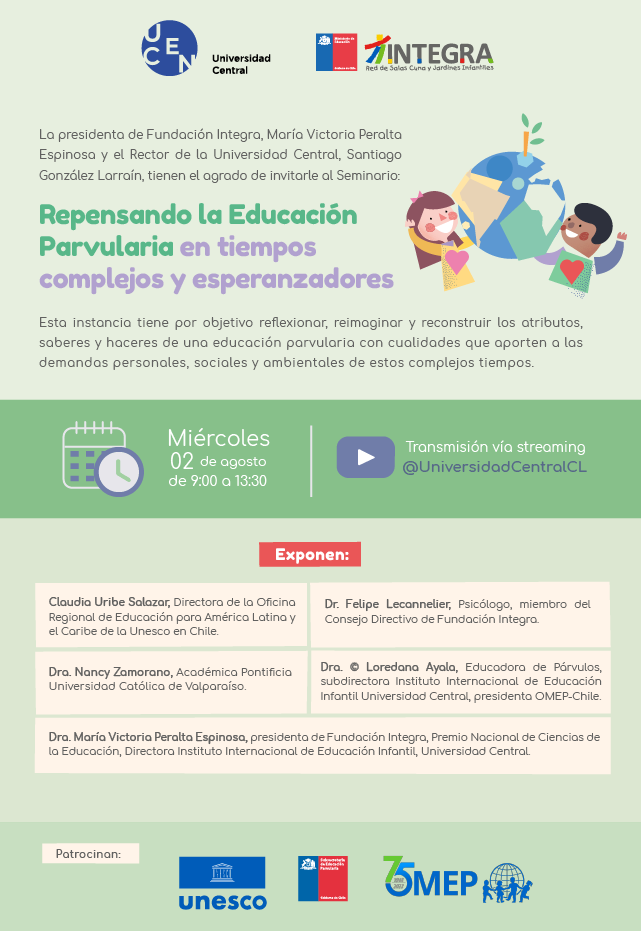 UCEN
Universidad
Central
Ministerio de
Educación
Gobierno de Chile
INTEGRA
Red de Salas Cuna y Jardines Infantiles
La presidenta de Fundación Integra, María Victoria Peralta
Espinosa y el Rector de la Universidad Central, Santiago
González Larraín, tienen el agrado de invitarle al Seminario:
Repensando la Educación
Parvularia en tiempos
complejos y esperanzadores
Esta instancia tiene por objetivo reflexionar, reimaginar y reconstruir los atributos,
saberes y haceres de una educación parvularia con cualidades que aporten a las
demandas personales, sociales y ambientales de estos complejos tiempos.
Miércoles
02 de agosto
de 9:00 a 13:30
Transmisión vía streaming
@UniversidadCentralCL
Exponen:
Claudia Uribe Salazar, Directora de la Oficina
Regional de Educación para América Latina y
el Caribe de la Unesco en Chile.
Dr. Felipe Lecannelier, Psicólogo, miembro del
Consejo Directivo de Fundación Integra.
Dra. Nancy Zamorano, Académica Pontificia
Universidad Católica de Valparaíso.
Dra. © Loredana Ayala, Educadora de Párvulos,
subdirectora Instituto Internacional de Educación
Infantil Universidad Central, presidenta OMEP-Chile.
Dra. María Victoria Peralta Espinosa, presidenta de Fundación Integra, Premio Nacional de Ciencias de
la Educación, Directora Instituto Internacional de Educación Infantil, Universidad Central.
Patrocinan:
unesco
Subsecretaría
de Educación
Parvularia
Gobierno de Chile
75 OMEP